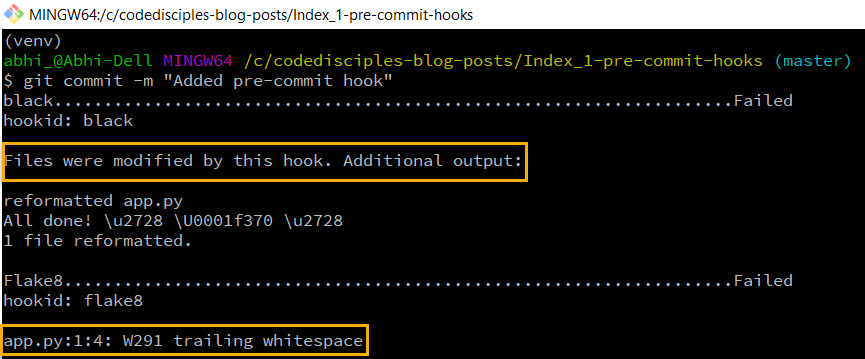 MINGW64:/c/codedisciples-blog-posts/Index_1-pre-commit-hooks
(venv)
abhi_@Abhi-Dell MINGW64 /c/codedisciples-blog-posts/Index_1-pre-commit-hooks (master)
$ git commit -m "Added pre-commit hook"
black....................................................................Failed
hookid: black
Files were modified by this hook. Additional output:
reformatted app.py
All done! \u2728 \U0001f370 \u2728
1 file reformatted.
Flake8...................................................................Failed
hookid: flake8
app.py:1:4: W291 trailing whitespace